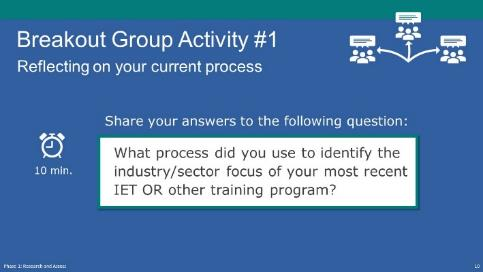 Breakout Group Activity #1
Reflecting on your current process
Share your answers to the following question:
10 min.
What process did you use to identify the
industry/sector focus of your most recent
IET OR other training program?
Phase 1: Research and Assess
10